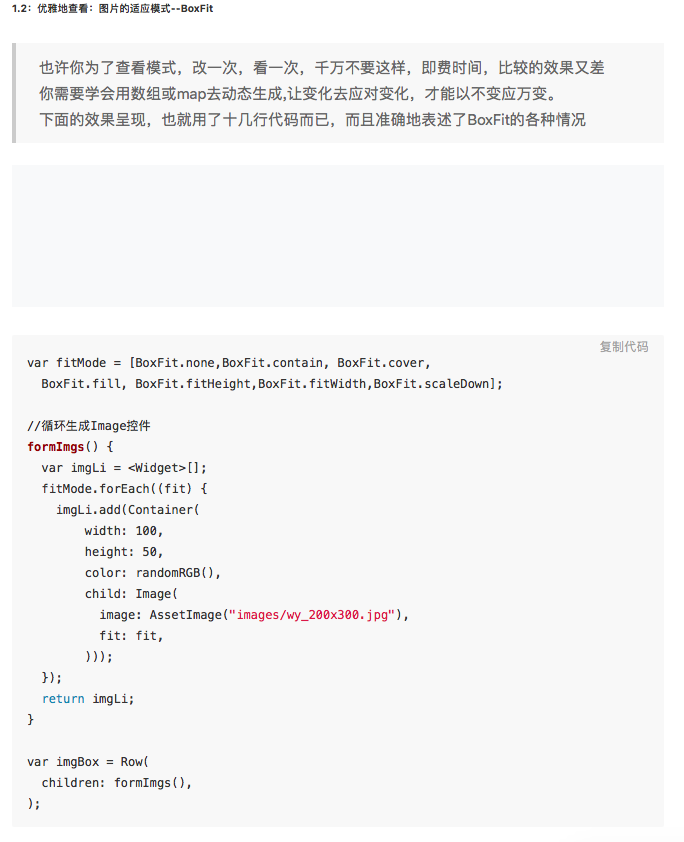 1.2：优雅地查看：图片的适应模式--BoxFit
也许你为了查看模式，改一次，看一次，千万不要这样，即费时间，比较的效果又差
你需要学会用数组或map去动态生成,让变化去应对变化，才能以不变应万变。
下面的效果呈现，也就用了十几行代码而已，而且准确地表述了BoxFit的各种情况
复制代码
var fitMode = [BoxFit.none,BoxFit.contain, BoxFit.cover,
  BoxFit.fill, BoxFit.fitHeight,BoxFit.fitWidth,BoxFit.scaleDown];
//循环生成Image控件
formImgs() {
  var imgLi = <Widget>[];
  fitMode.forEach((fit) {
    imgLi.add(Container(
        width: 100,
        height: 50,
        color: randomRGB(),
        child: Image(
          image: AssetImage("images/wy_200x300.jpg"),
          fit: fit,
        )));
  });
  return imgLi;
}
var imgBox = Row(
  children: formImgs(),
);